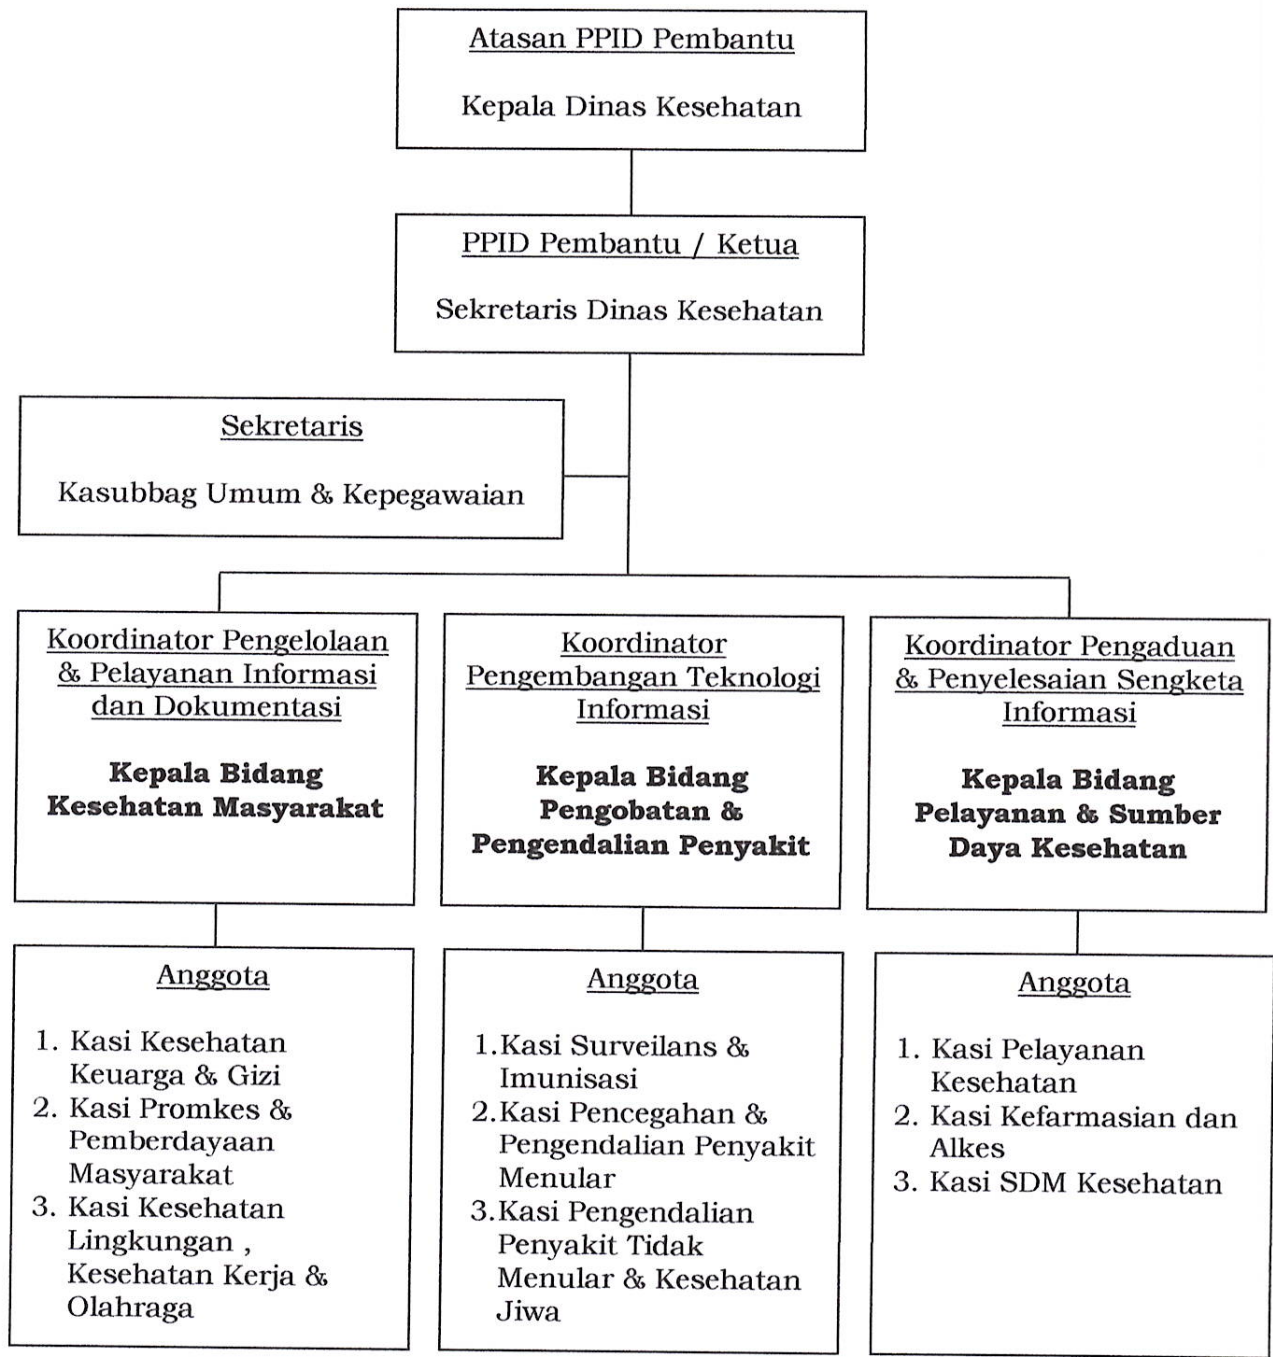 Atasan PPID Pembantu
Kepala Dinas Kesehatan
PPID Pembantu / Ketua
Sekretaris Dinas Kesehatan
Sekretaris
Kasubbag Umum & Kepegawaian
Koordinator Pengelolaan
& Pelayanan Informasi
dan Dokumentasi
Kepala Bidang
Kesehatan Masyarakat
Koordinator
Pengembangan Teknologi
Informasi
Kepala Bidang
Pengobatan &
Pengendalian Penyakit
Koordinator Pengaduan
& Penyelesaian Sengketa
Informasi
Kepala Bidang
Pelayanan & Sumber
Daya Kesehatan
Anggota
1. Kasi Kesehatan
Keuarga & Gizi
2. Kasi Promkes &
Pemberdayaan
Masyarakat
3. Kasi Kesehatan
Lingkungan ,
Kesehatan Kerja &
Olahraga
Anggota
1.Kasi Surveilans &
Imunisasi
2.Kasi Pencegahan &
Pengendalian Penyakit
Menular
3.Kasi Pengendalian
Penyakit Tidak
Menular & Kesehatan
Jiwa
Anggota
1. Kasi Pelayanan
Kesehatan
2. Kasi Kefarmasian dan
Alkes
3. Kasi SDM Kesehatan